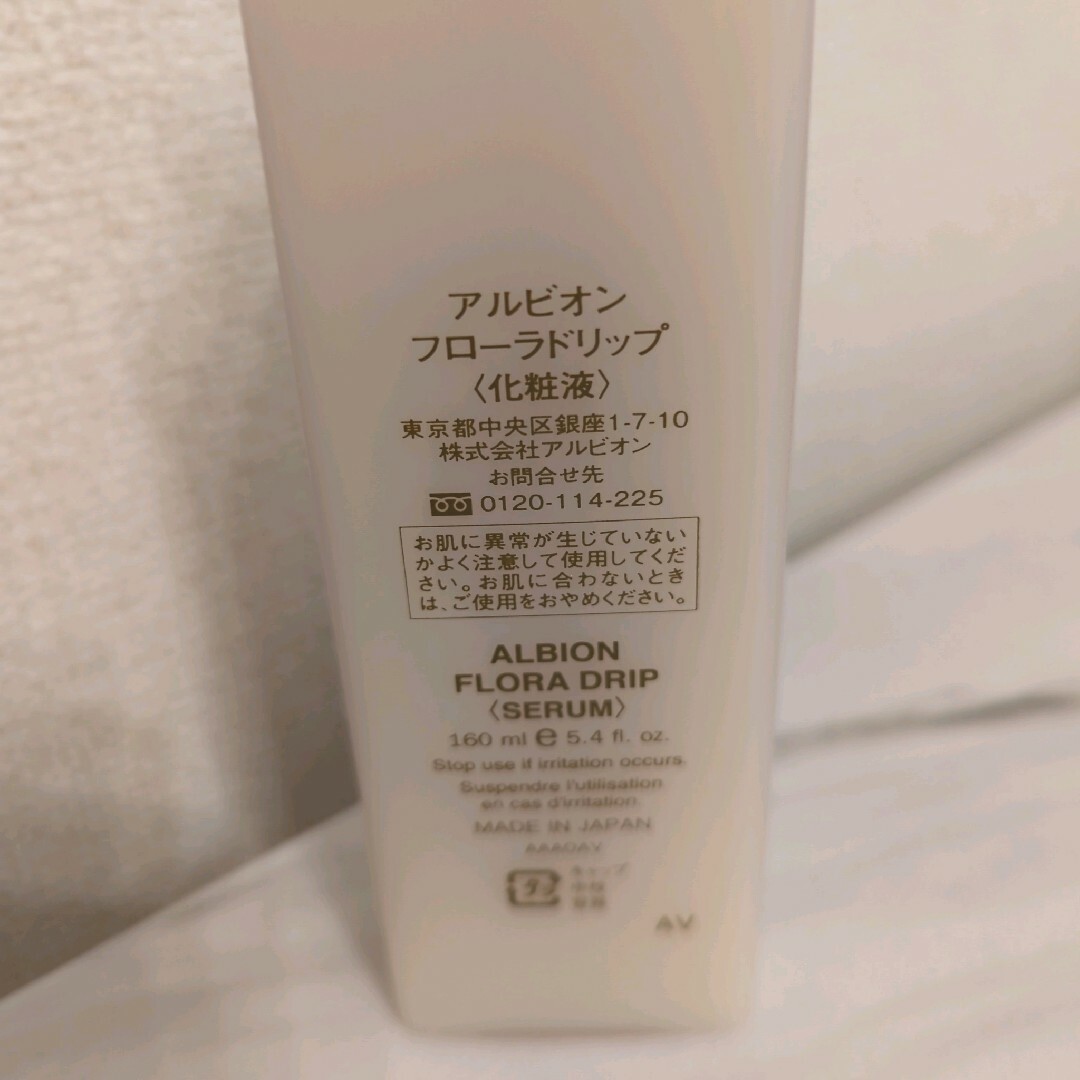 アルビオン
フローラドリップ
〈化粧液〉
東京都中央区銀座1-7-10
株式会社アルビオン
お問合せ先
0120-114-225
お肌に異常が生じていない
かよく注意して使用してくだ
さい。お肌に合わないとき
は、ご使用をおやめください。
ALBION
FLORA DRIP
〈SERUM〉
160 ml ℮ 5.4 fl. oz.
Stop use if irritation occurs.
Suspendre l'utilisation
en cas d'irritation.
MADE IN JAPAN
プラ
キャップ
AV